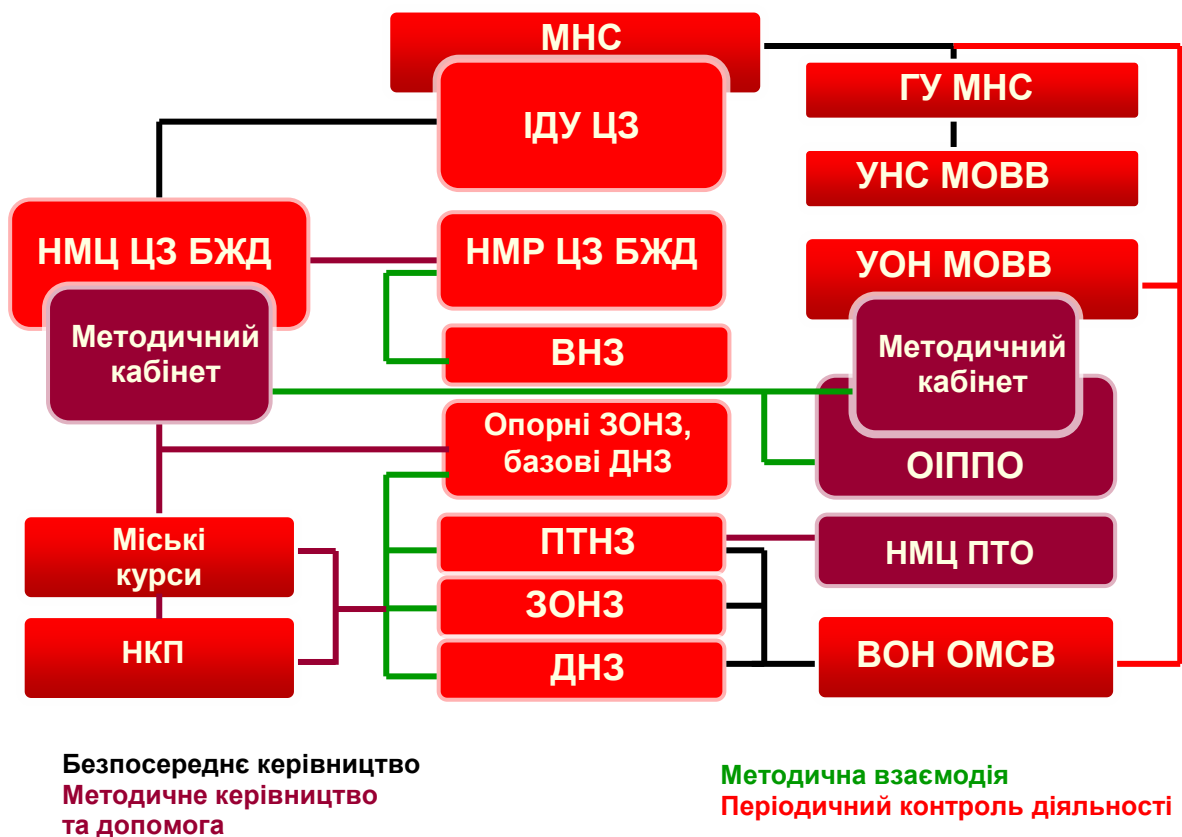 МНС
ІДУ ЦЗ
ГУ МНС
УНС МОВВ
НМЦ ЦЗ БЖД
НМР ЦЗ БЖД
УОН МОВВ
Методичний
кабінет
ВНЗ
Методичний
кабінет
Опорні ЗОНЗ,
базові ДНЗ
ОІППО
Міські
курси
ПТНЗ
НМЦ ПТО
ЗОНЗ
НКП
ДНЗ
ВОН ОМСВ
Безпосереднє керівництво
Методичне керівництво
та допомога
Методична взаємодія
Періодичний контроль діяльності